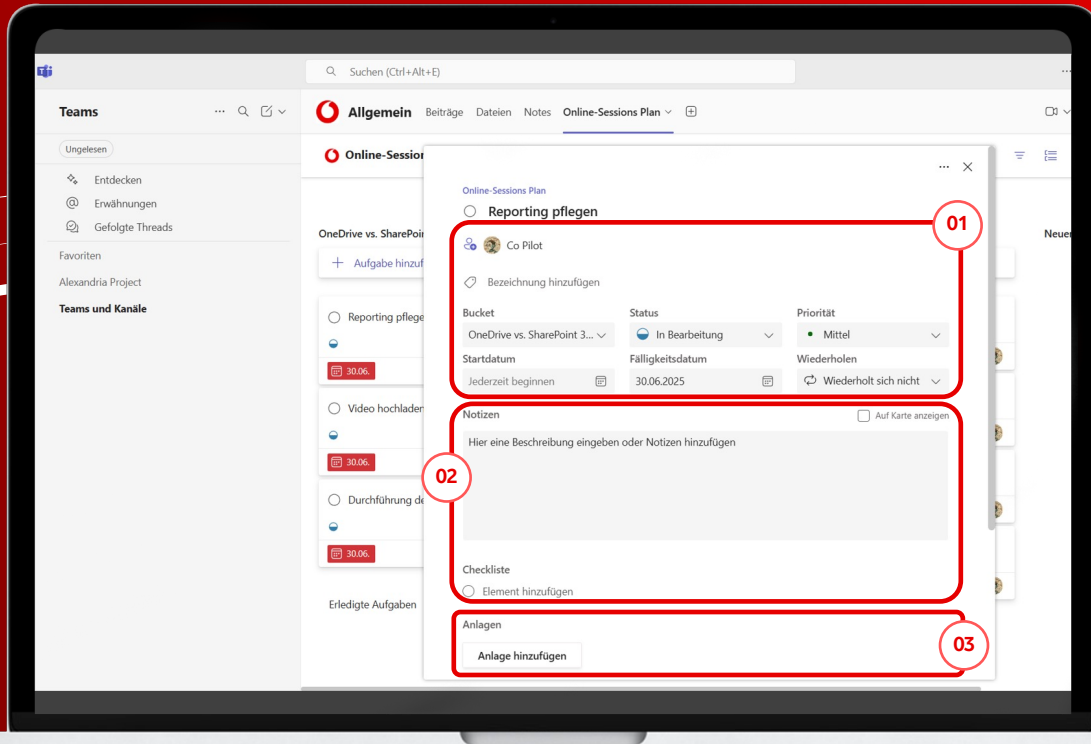 Suchen (Ctrl+Alt+E)
Teams
Ungelesen
Entdecken
Erwähnungen
Gefolgte Threads
Favoriten
Alexandria Project
Teams und Kanäle
Allgemein Beiträge Dateien Notes Online-Sessions Plan
Online-Session
OneDrive vs. SharePoin
Aufgabe hinzuf
Reporting pflege
30.06.
Video hochladen
30.06.
Durchführung de
30.06.
Erledigte Aufgaben
Neuer
Online-Sessions Plan
Reporting pflegen
01
Co Pilot
Bezeichnung hinzufügen
Bucket Status Priorität
OneDrive vs. SharePoint 3... In Bearbeitung Mittel
Startdatum Fälligkeitsdatum Wiederholen
Jederzeit beginnen 30.06.2025 Wiederholt sich nicht
02
Notizen Auf Karte anzeigen
Hier eine Beschreibung eingeben oder Notizen hinzufügen
Checkliste
Element hinzufügen
03
Anlagen
Anlage hinzufügen